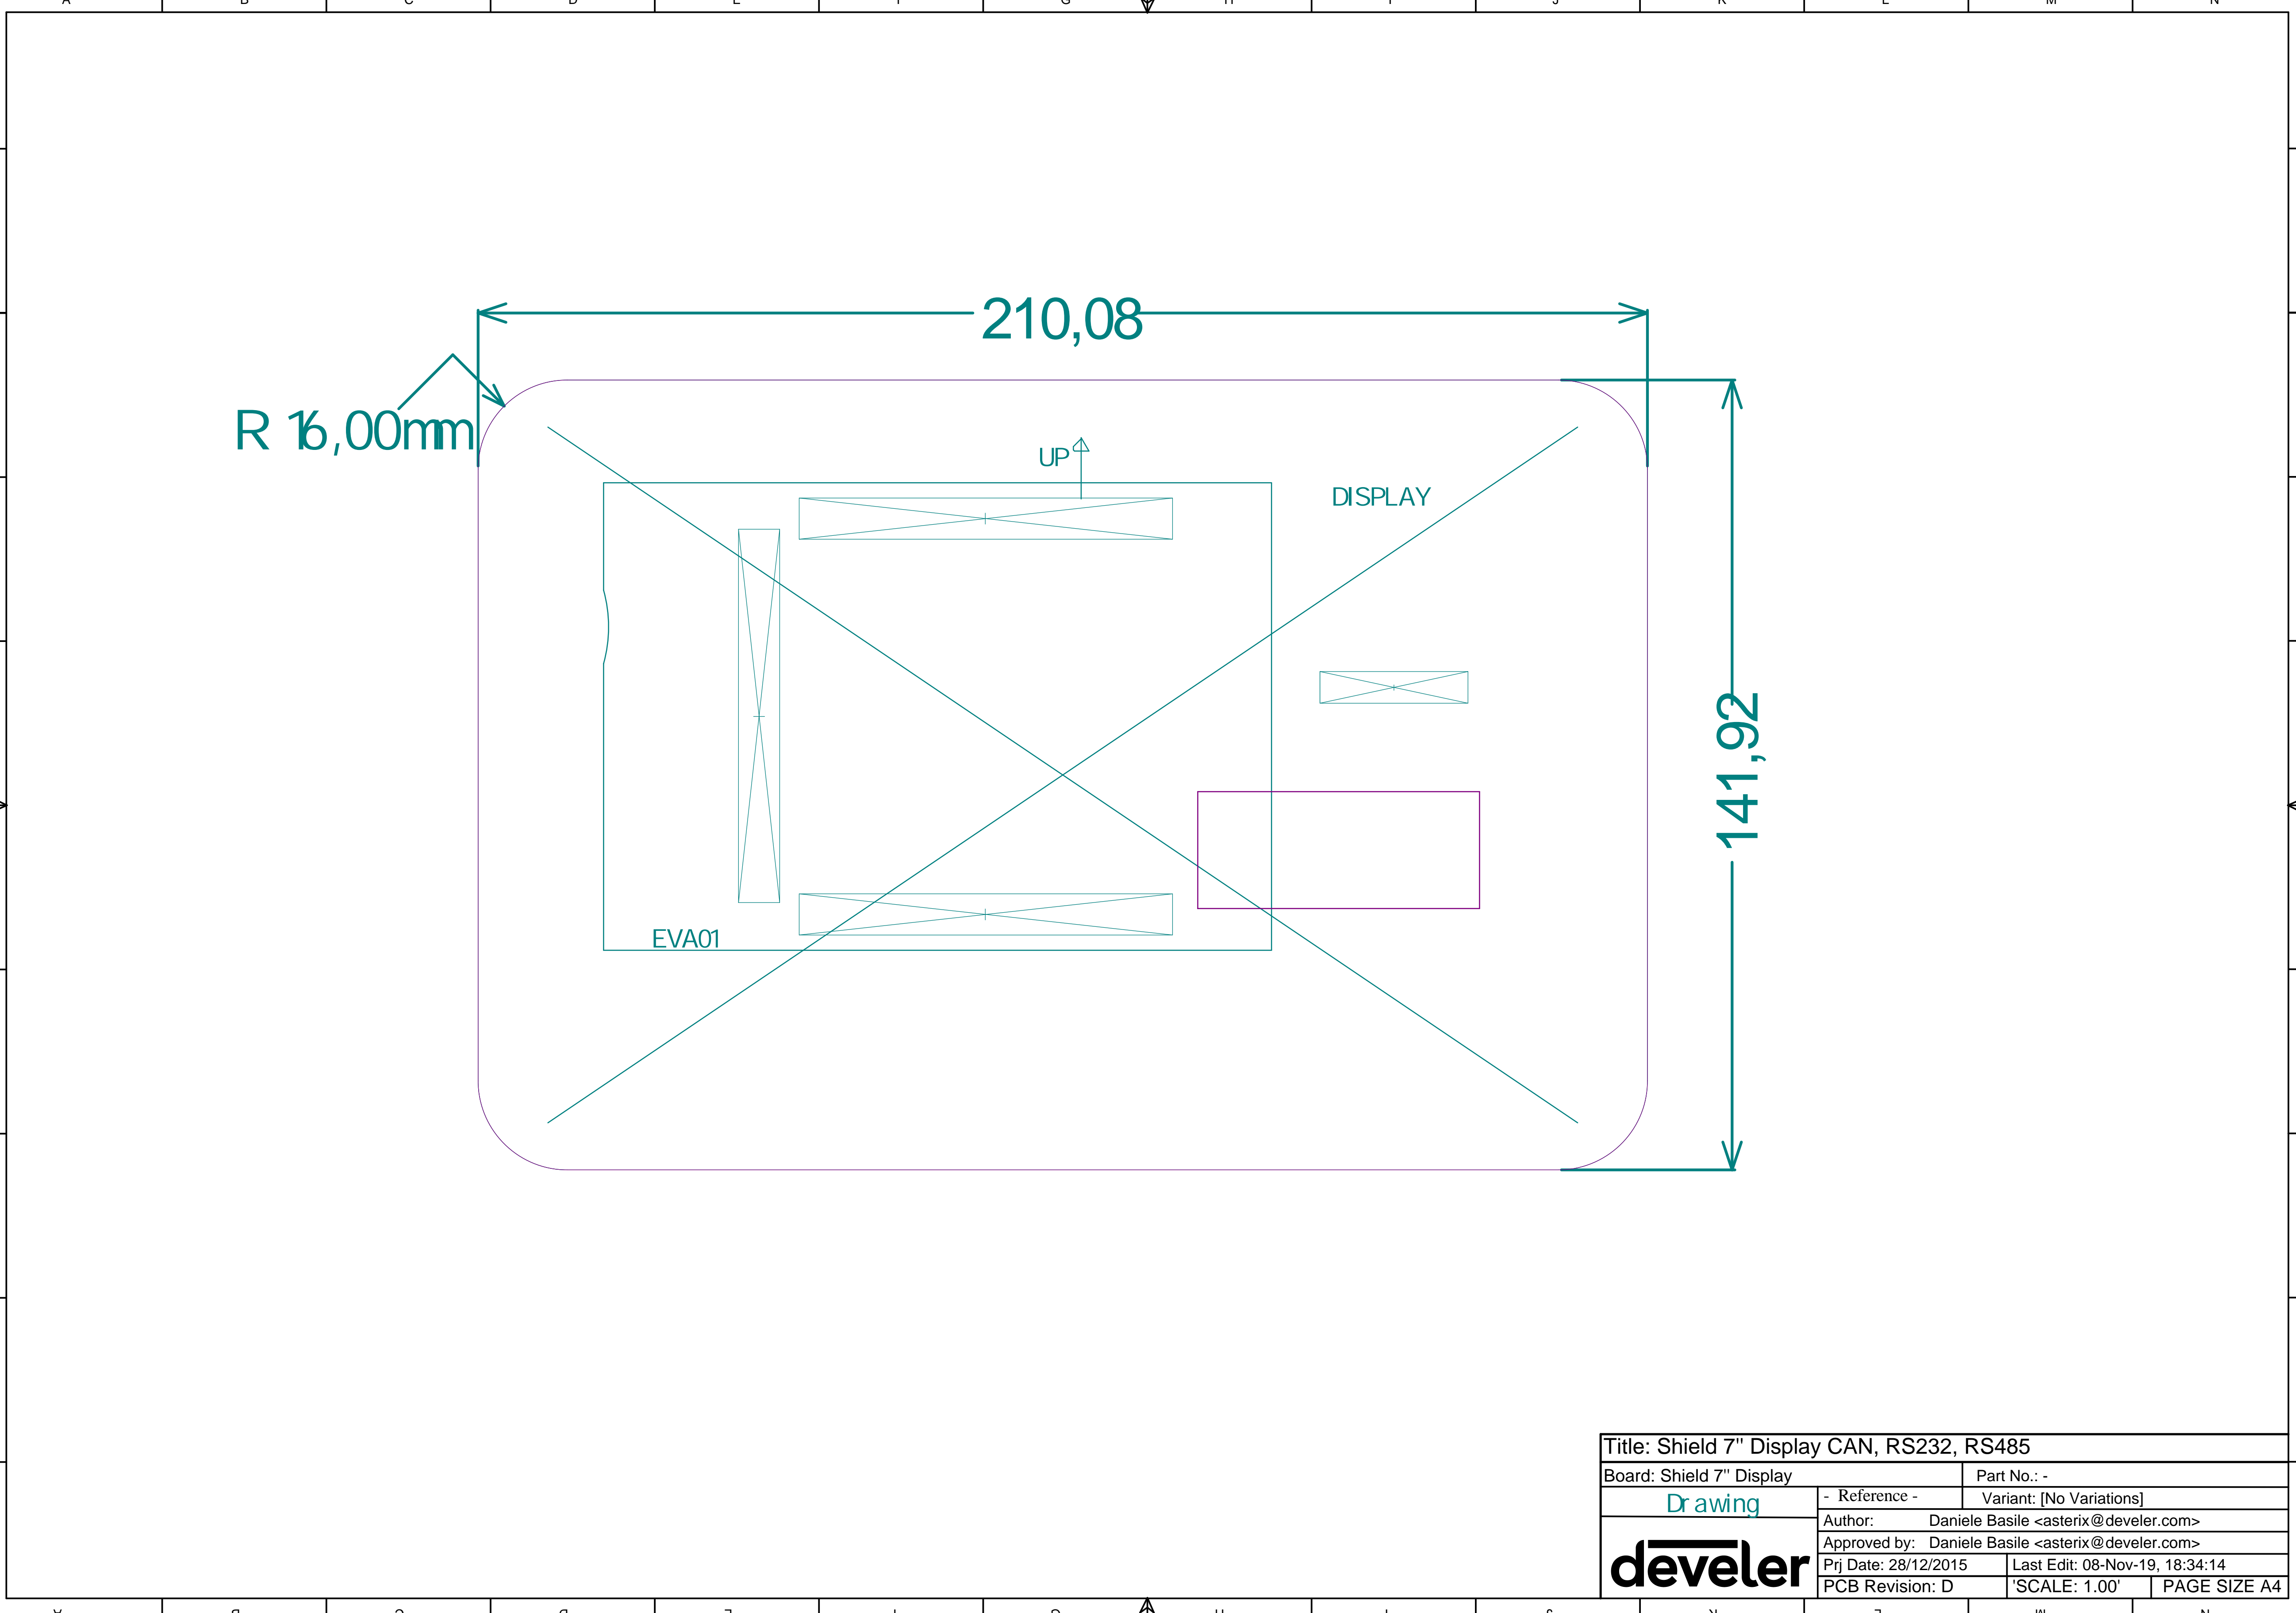 A B C D E F G H I J K L M N
210,08
R 16,00mm
UP
DISPLAY
141,92
EVA01
Title: Shield 7" Display CAN, RS232, RS485
Board: Shield 7" Display Part No.: -
Drawing - Reference - Variant: [No Variations]
Author: Daniele Basile <asterix@develer.com>
Approved by: Daniele Basile <asterix@develer.com>
develer
Prj Date: 28/12/2015 Last Edit: 08-Nov-19, 18:34:14
PCB Revision: D 'SCALE: 1.00' PAGE SIZE A4